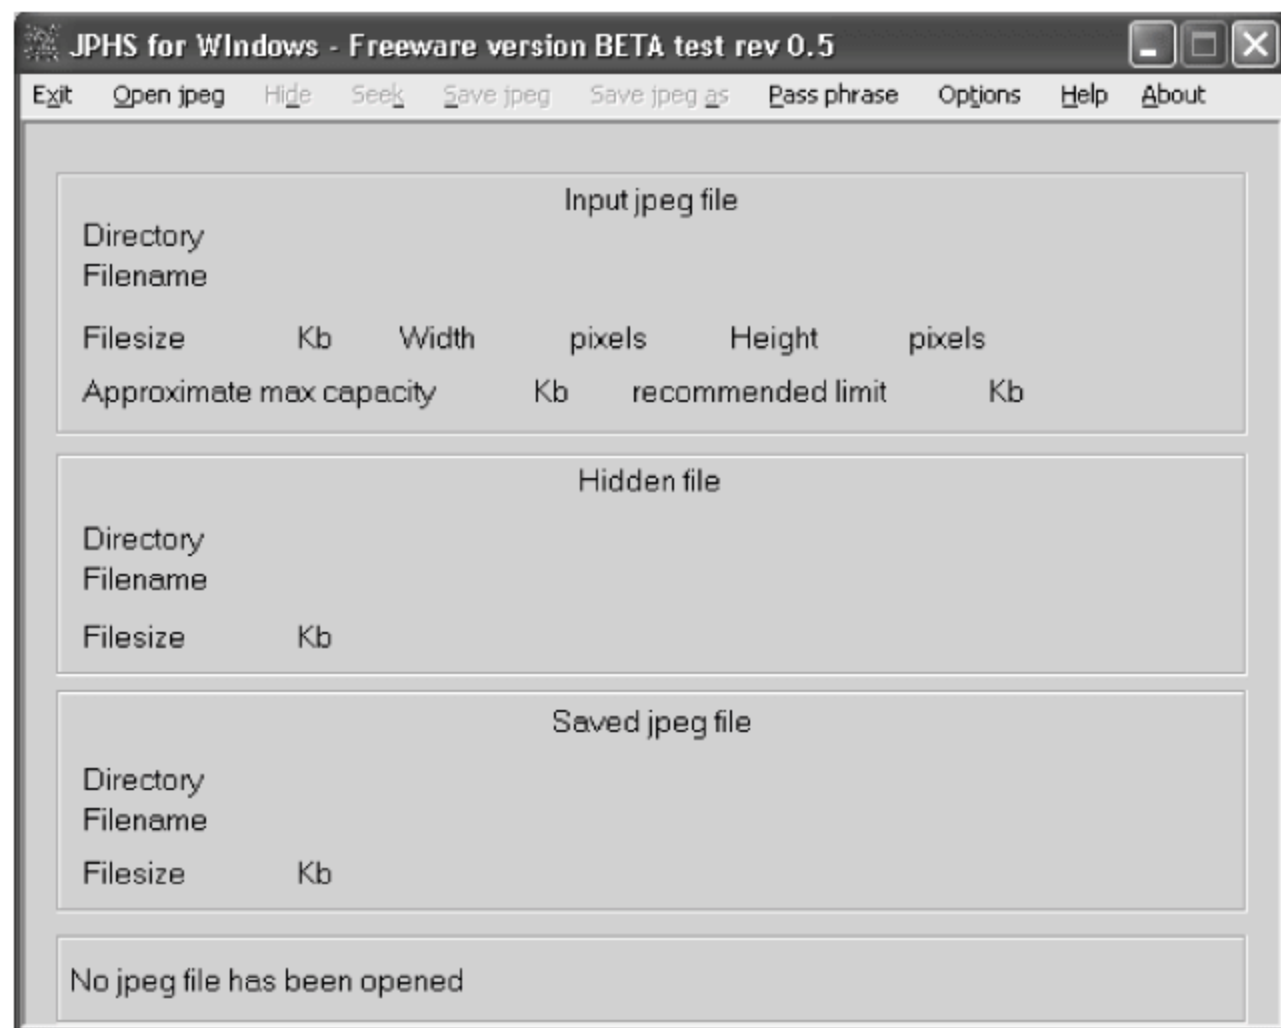 JPHS for WIndows - Freeware version BETA test rev 0.5
Exit Open jpeg Hide Seek Save jpeg Save jpeg as Pass phrase Options Help About
Input jpeg file
Directory
Filename
Filesize Kb Width pixels Height pixels
Approximate max capacity Kb recommended limit Kb
Hidden file
Directory
Filename
Filesize Kb
Saved jpeg file
Directory
Filename
Filesize Kb
No jpeg file has been opened